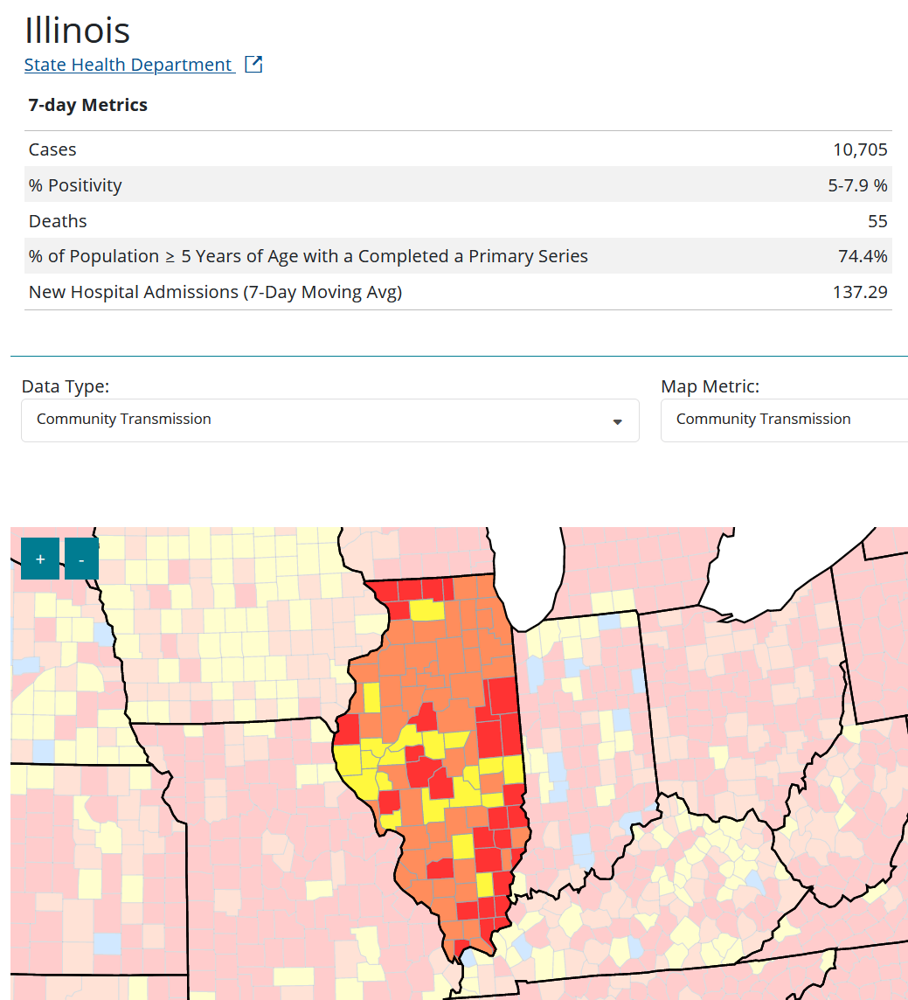 Illinois
State Health Department
7-day Metrics
Cases 10,705
% Positivity 5-7.9 %
Deaths 55
% of Population ≥ 5 Years of Age with a Completed a Primary Series 74.4%
New Hospital Admissions (7-Day Moving Avg) 137.29
Data Type: Map Metric:
Community Transmission Community Transmission
+ -